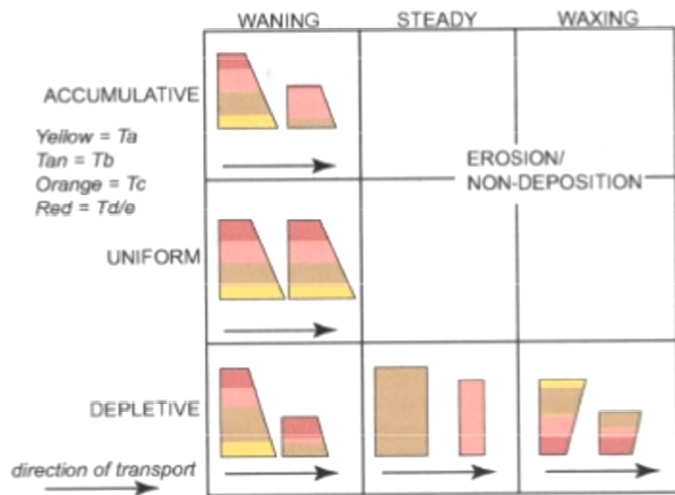 WANING STEADY WAXING
ACCUMULATIVE
Yellow = Ta
Tan = Tb
Orange = Tc
Red = Td/e
EROSION/
NON-DEPOSITION
UNIFORM
DEPLETIVE
direction of transport